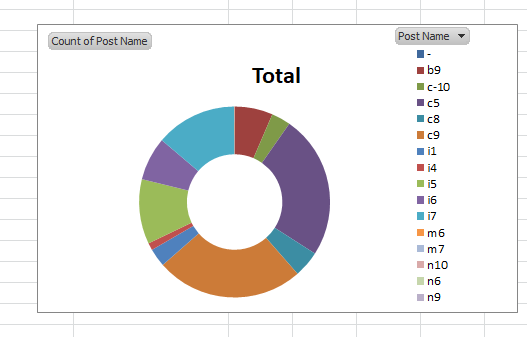 Count of Post Name
Post Name
Total
-
b9
c-10
c5
c8
c9
i1
i4
i5
i6
i7
m6
m7
n10
n6
n9